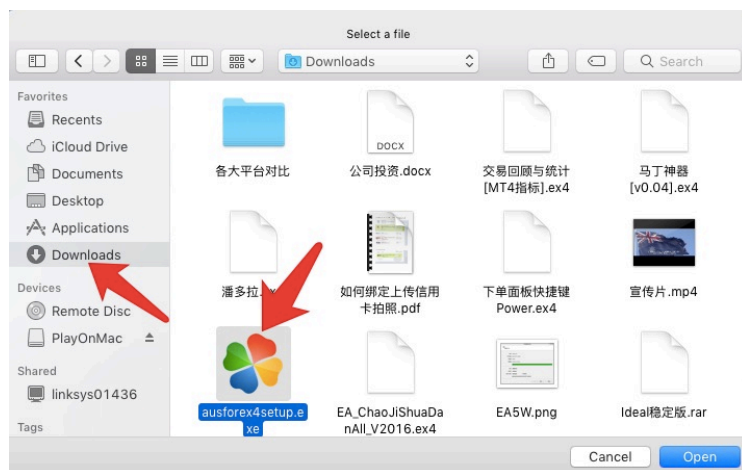 Select a file
Downloads
Search
Favorites
Recents
iCloud Drive
Documents
Desktop
Applications
Downloads
Devices
Remote Disc
PlayOnMac
Shared
linksys01436
Tags
DOCX
各大平台对比
公司投资.docx
交易回顾与统计
[MT4指标].ex4
马丁神器
[v0.04].ex4
潘多拉
如何绑定上传信用
卡拍照.pdf
下单面板快捷键
Power.ex4
宣传片.mp4
ausforex4setup.e
xe
EA_ChaoJiShuaDa
nAll_V2016.ex4
EA5W.png
Ideal稳定版.rar
Cancel
Open